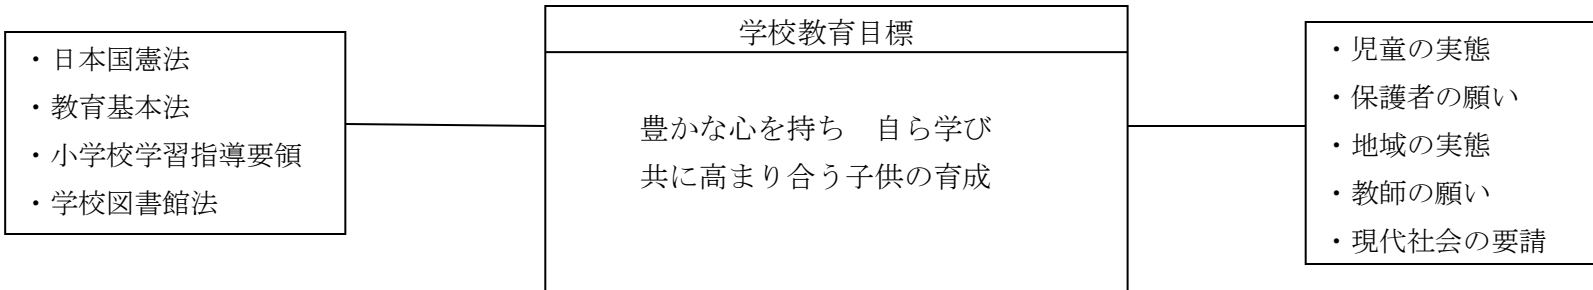 ・日本国憲法
・教育基本法
・小学校学習指導要領
・学校図書館法
学校教育目標
豊かな心を持ち　自ら学び
共に高まり合う子供の育成
・児童の実態
・保護者の願い
・地域の実態
・教師の願い
・現代社会の要請